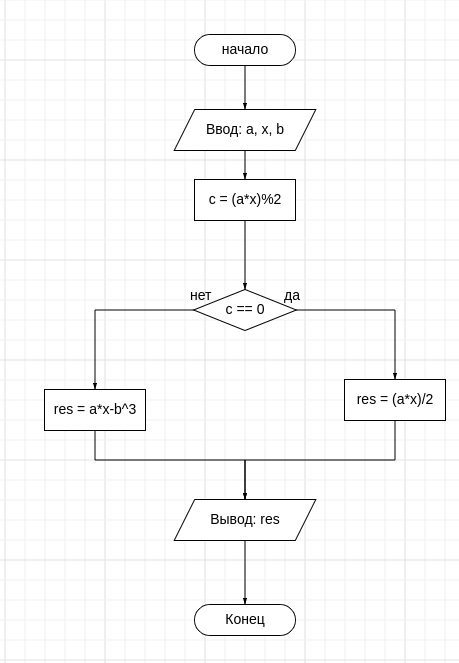 начало
Ввод: a, x, b
c = (a*x)%2
нет
да
c == 0
res = a*x-b^3
res = (a*x)/2
Вывод: res
Конец